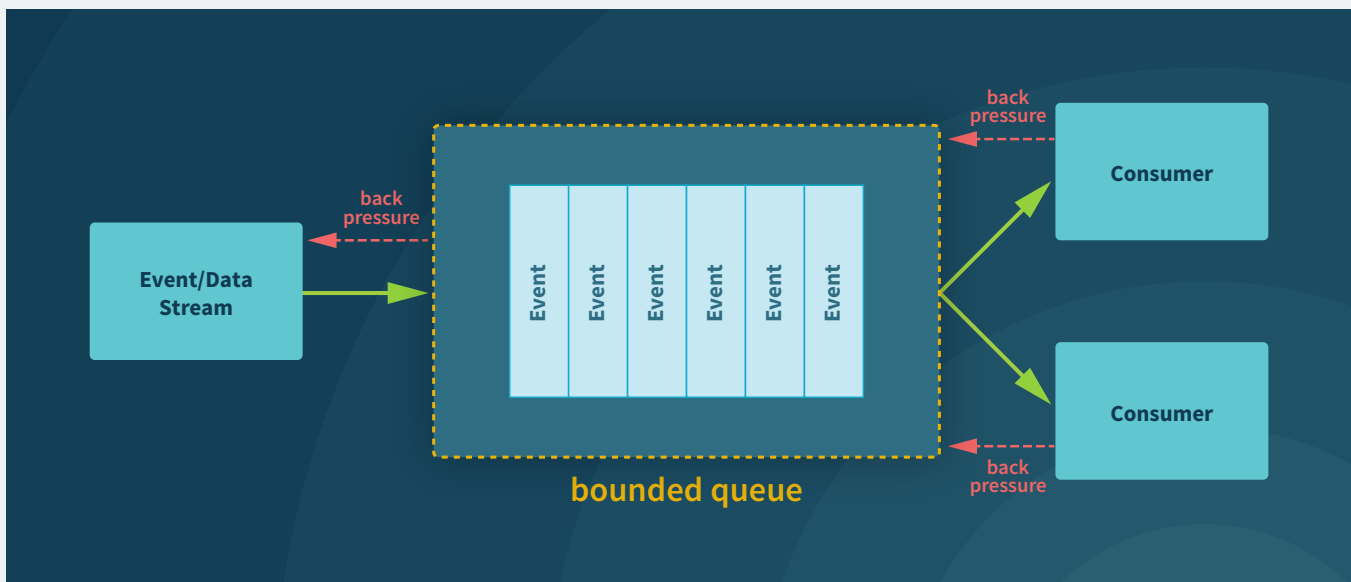 back
pressure
Event/Data
Stream
Event
Event
Event
Event
Event
Event
bounded queue
back
pressure
Consumer
Consumer
back
pressure